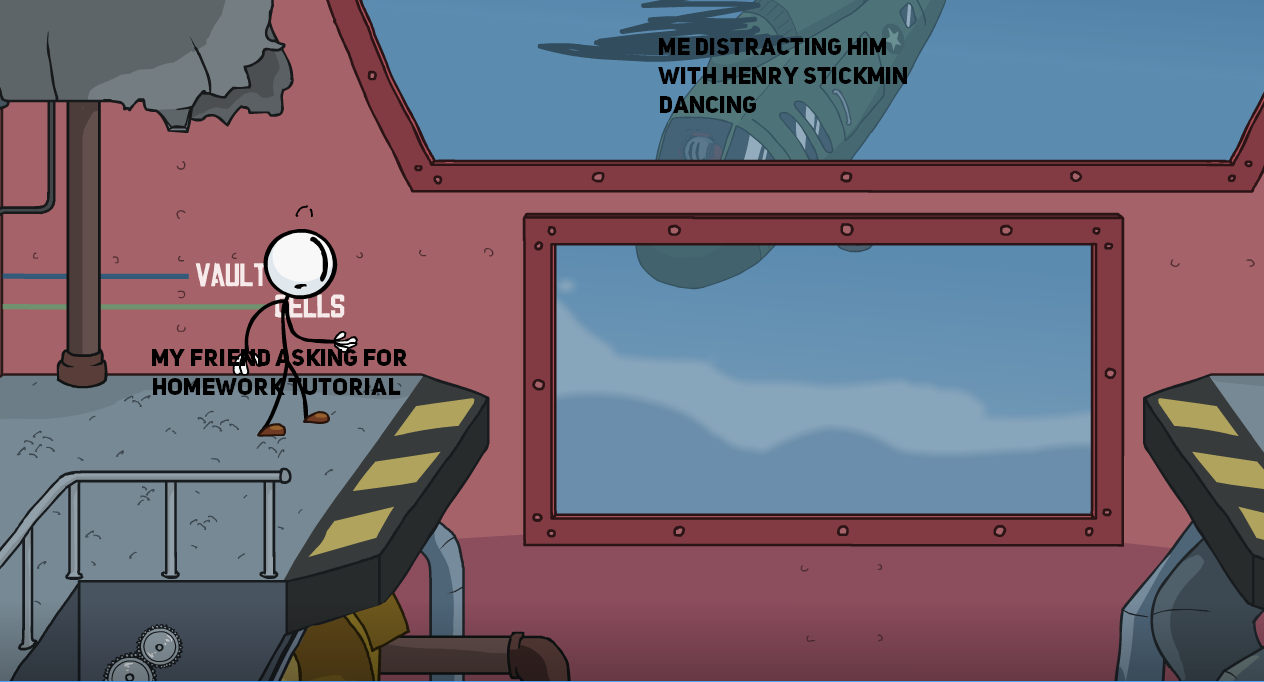 ME DISTRACTING HIM
WITH HENRY STICKMIN
DANCING
VAULT
CELLS
MY FRIEND ASKING FOR
HOMEWORK TUTORIAL